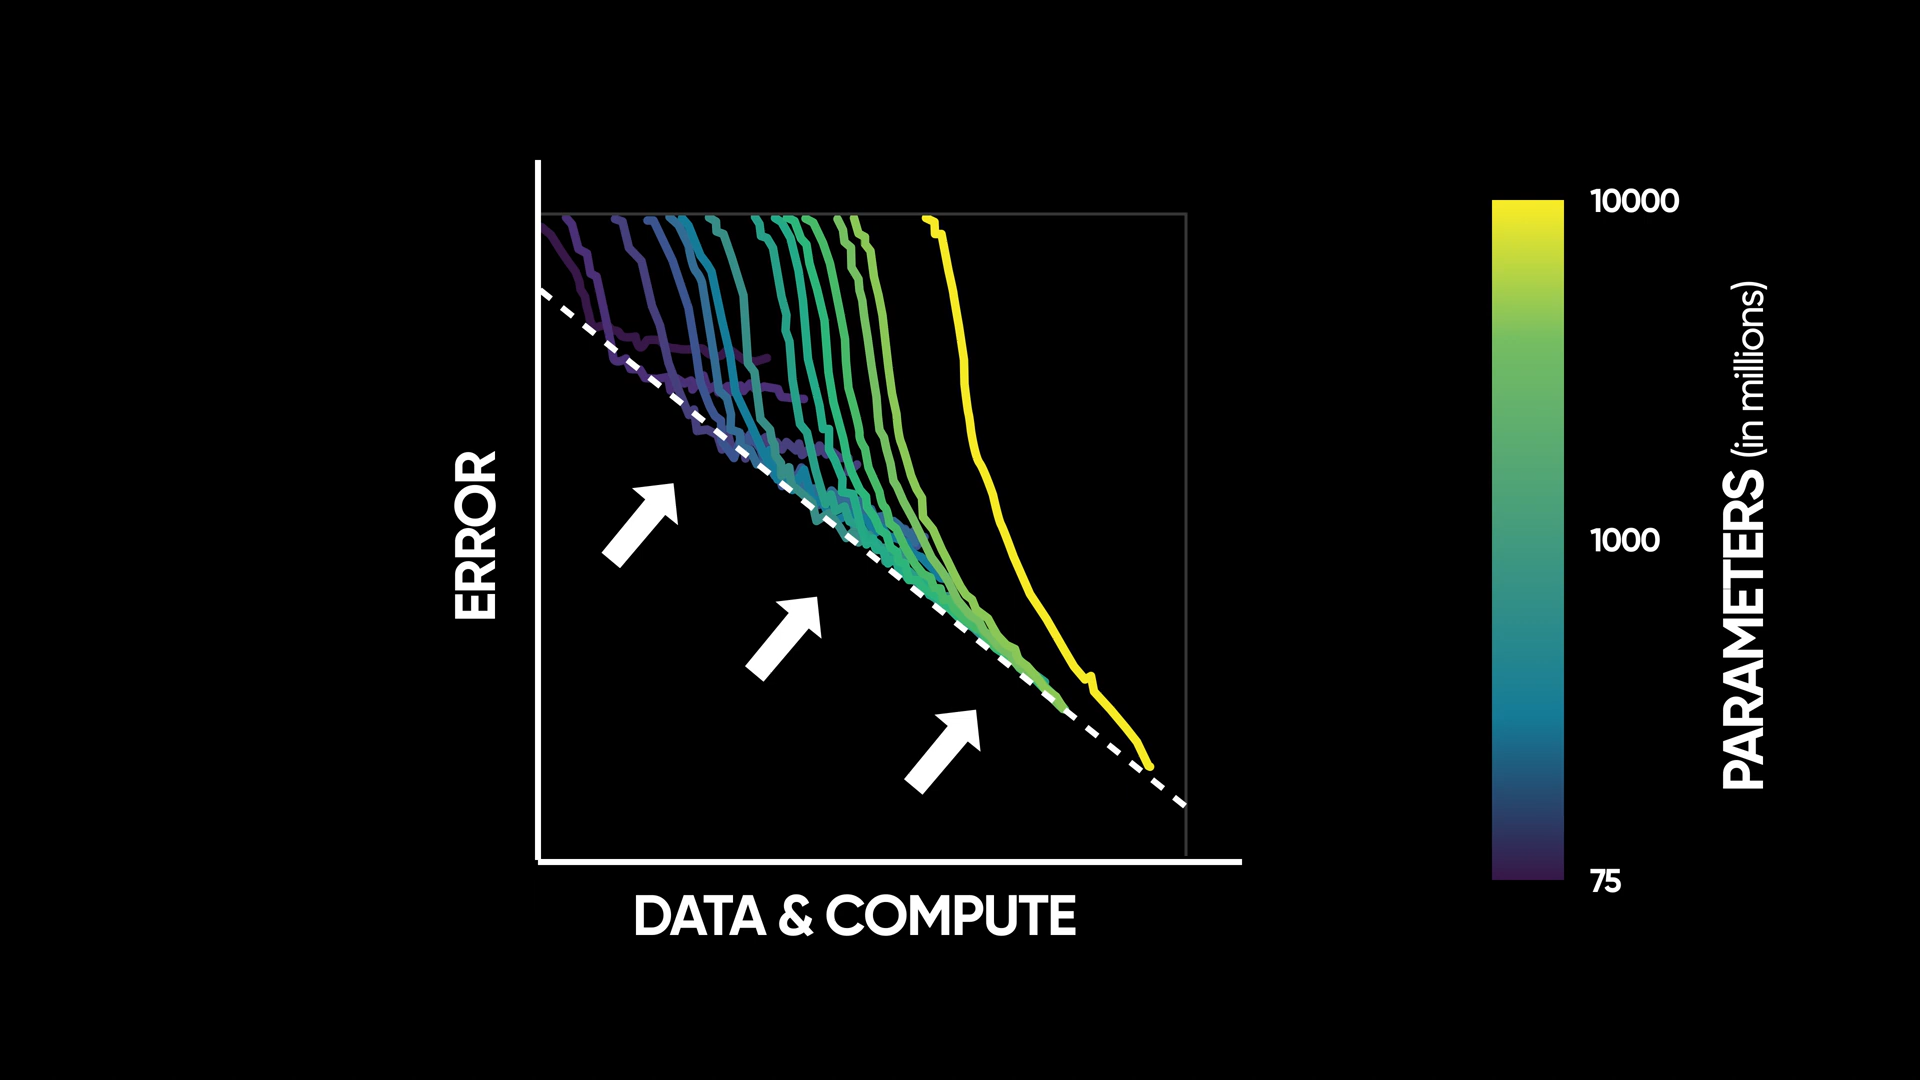 ERROR
DATA & COMPUTE
10000
1000
75
PARAMETERS (in millions)